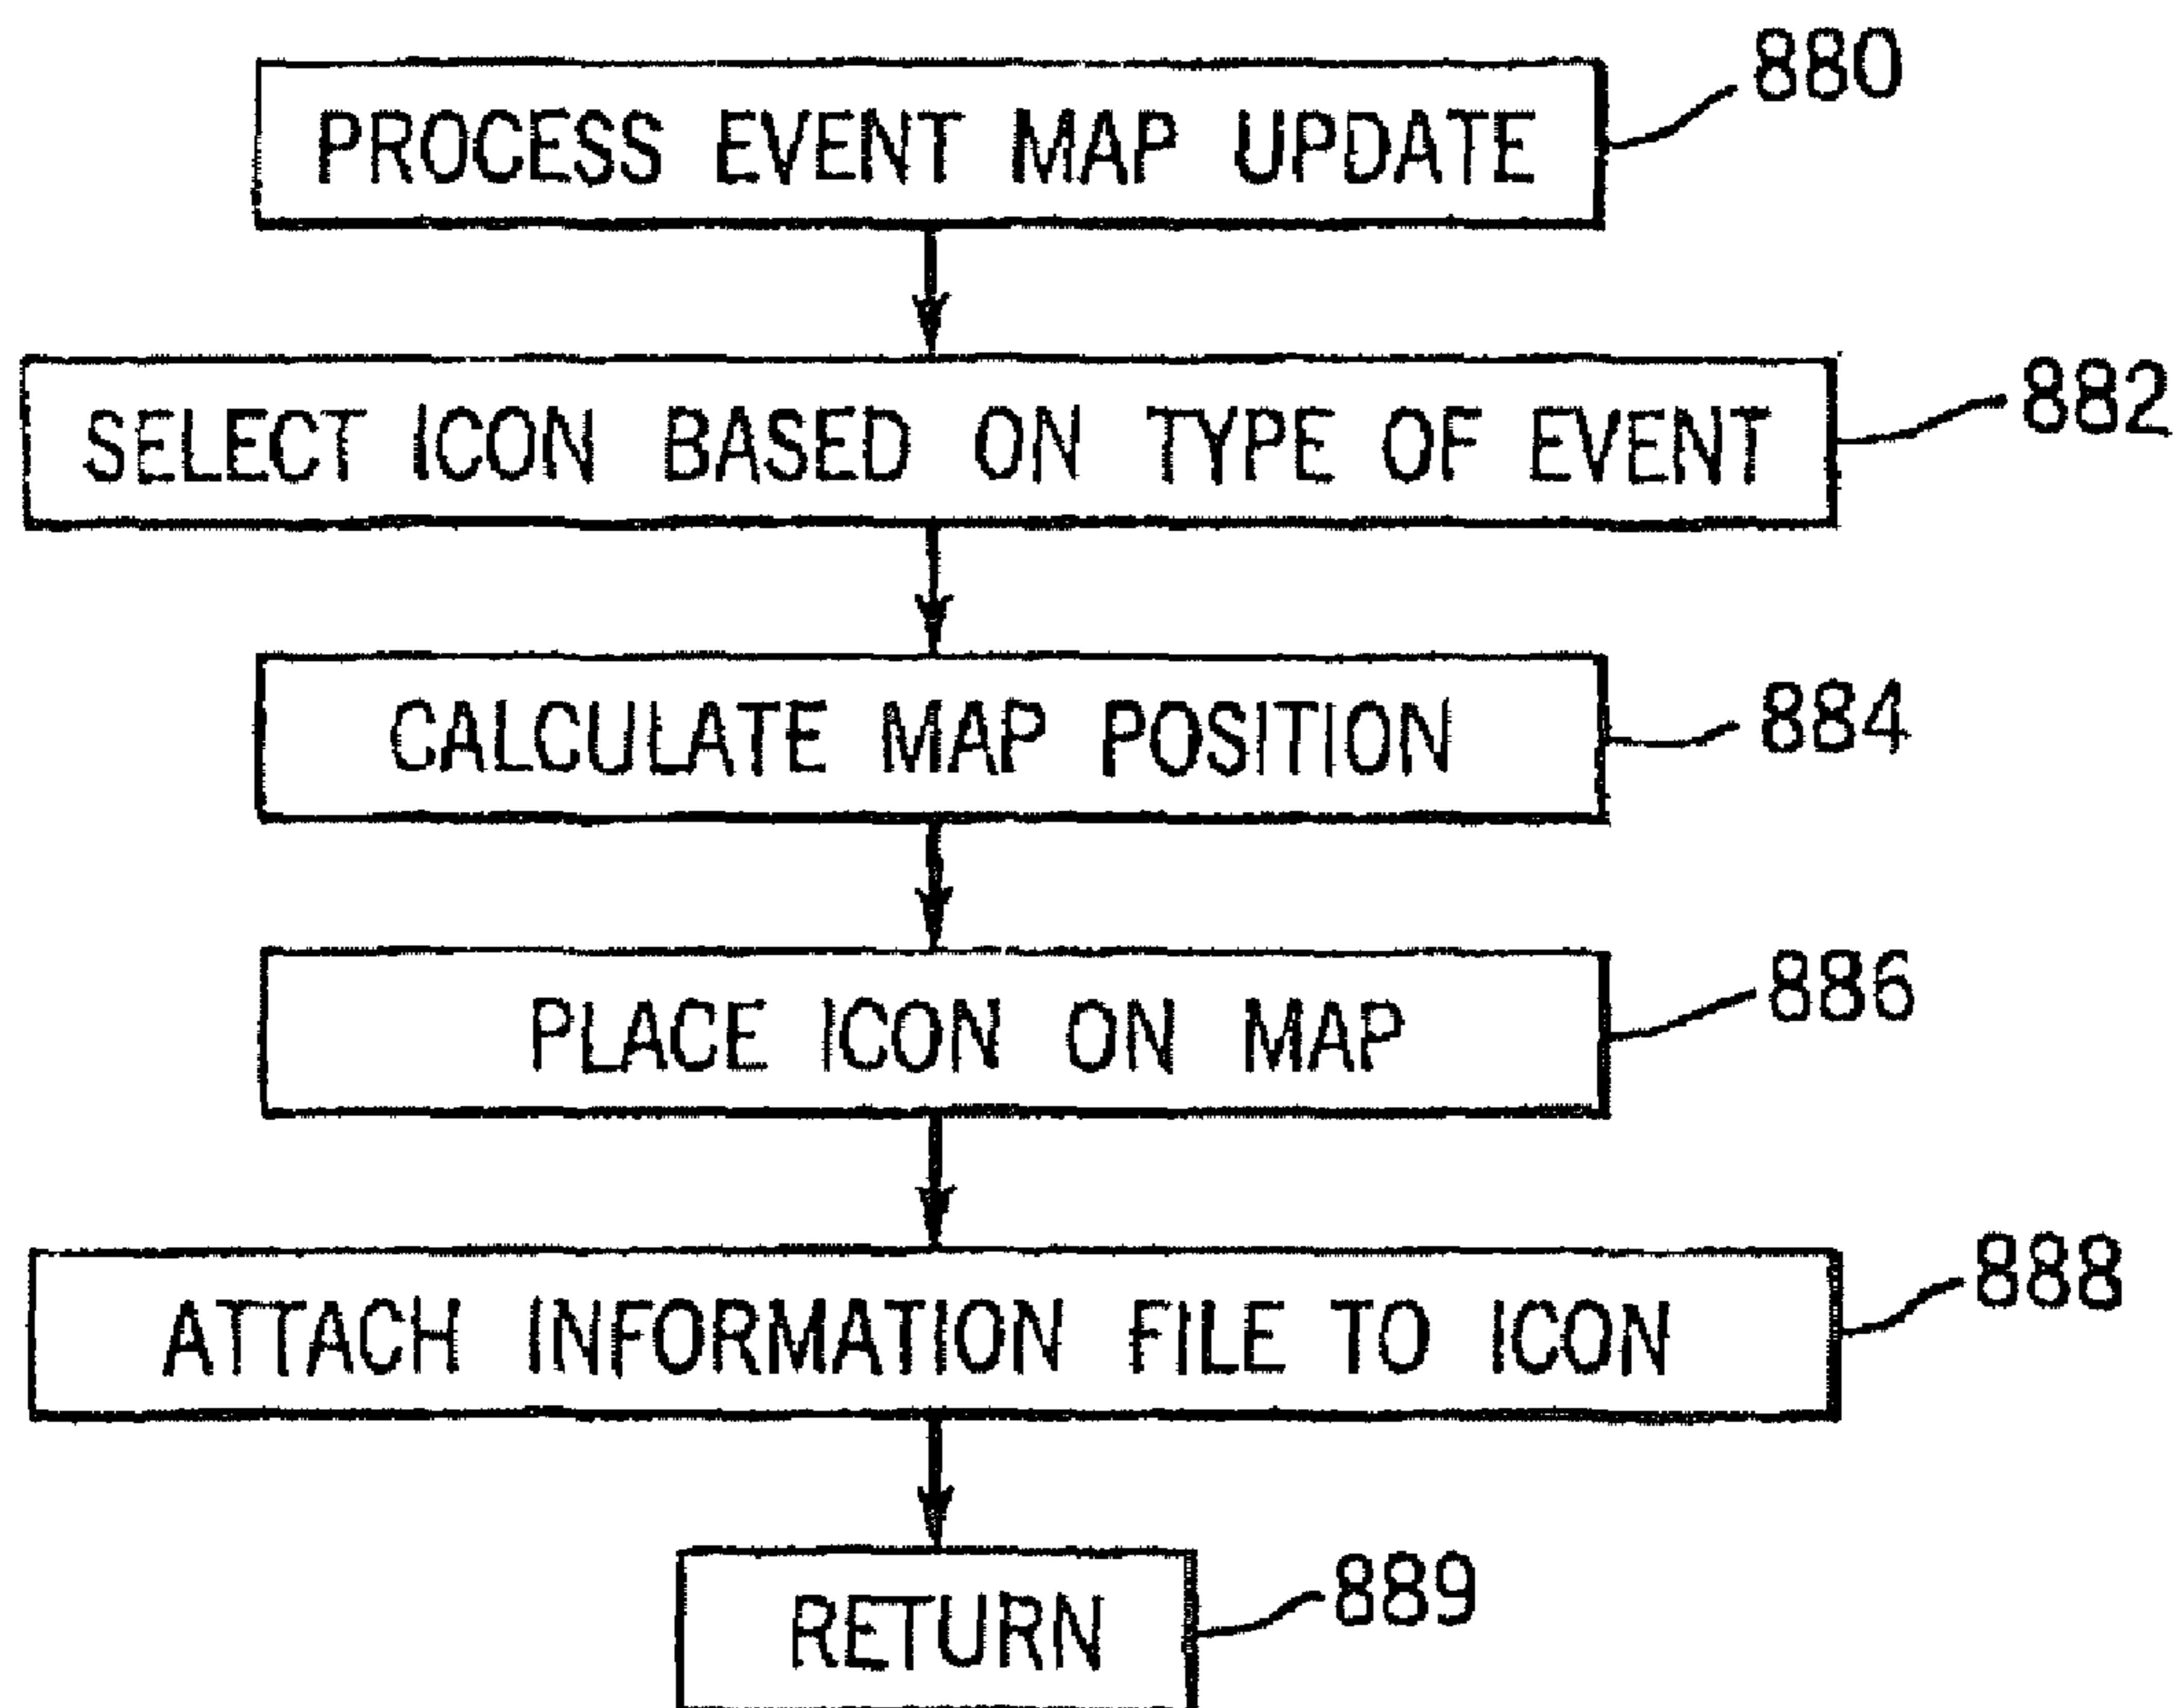 PROCESS EVENT MAP UPDATE 880
SELECT ICON BASED ON TYPE OF EVENT 882
CALCULATE MAP POSITION 884
PLACE ICON ON MAP 886
ATTACH INFORMATION FILE TO ICON 888
RETURN 889